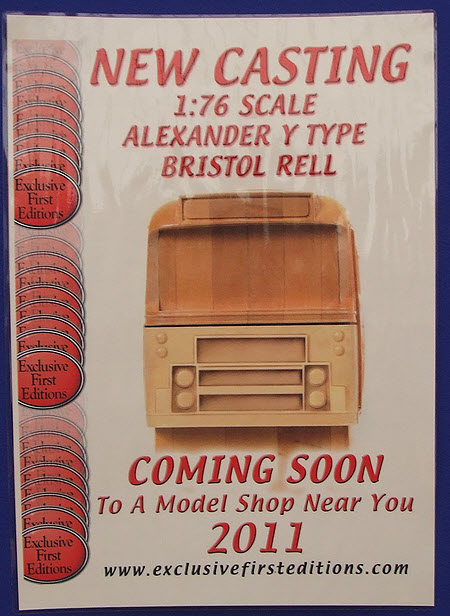 NEW CASTING
1:76 SCALE
ALEXANDER Y TYPE
BRISTOL RELL
Exclusive
First
Editions
Exclusive
First
Editions
COMING SOON
To A Model Shop Near You
2011
Exclusive
First
Editions
www.exclusivefirsteditions.com